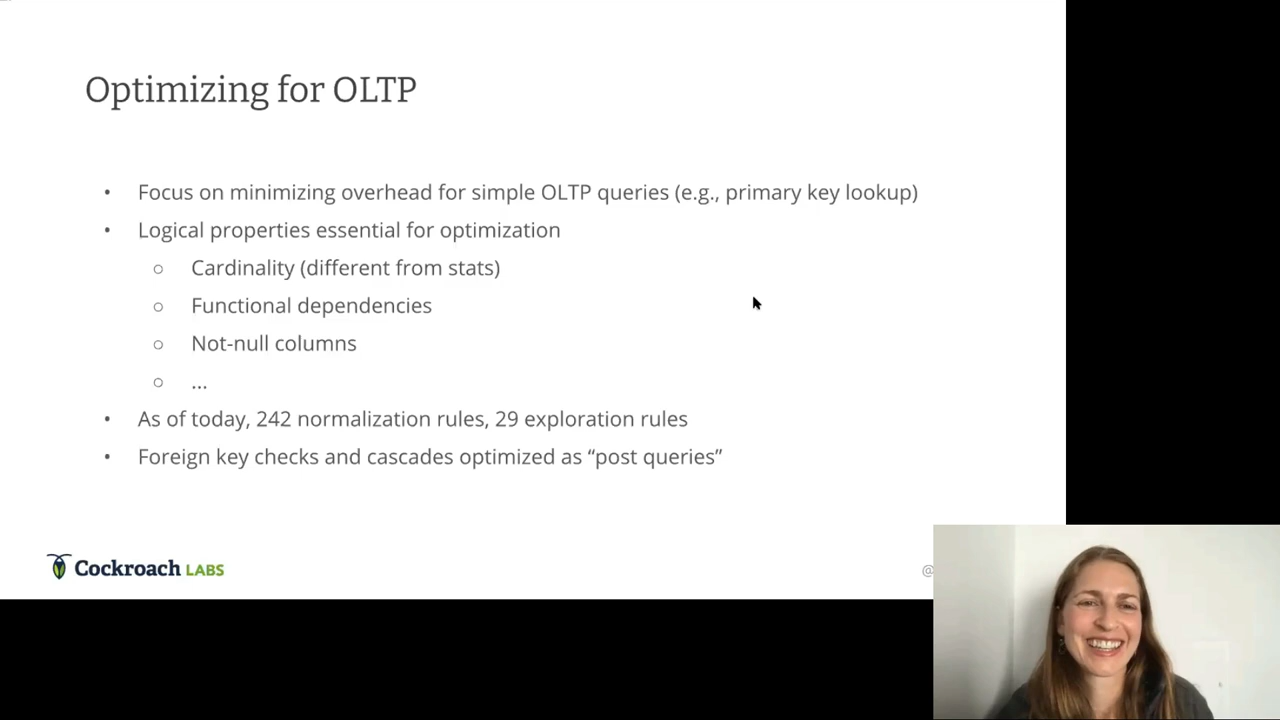 Optimizing for OLTP
• Focus on minimizing overhead for simple OLTP queries (e.g., primary key lookup)
• Logical properties essential for optimization
○ Cardinality (different from stats)
○ Functional dependencies
○ Not-null columns
○ ...
• As of today, 242 normalization rules, 29 exploration rules
• Foreign key checks and cascades optimized as “post queries”
Cockroach LABS
@